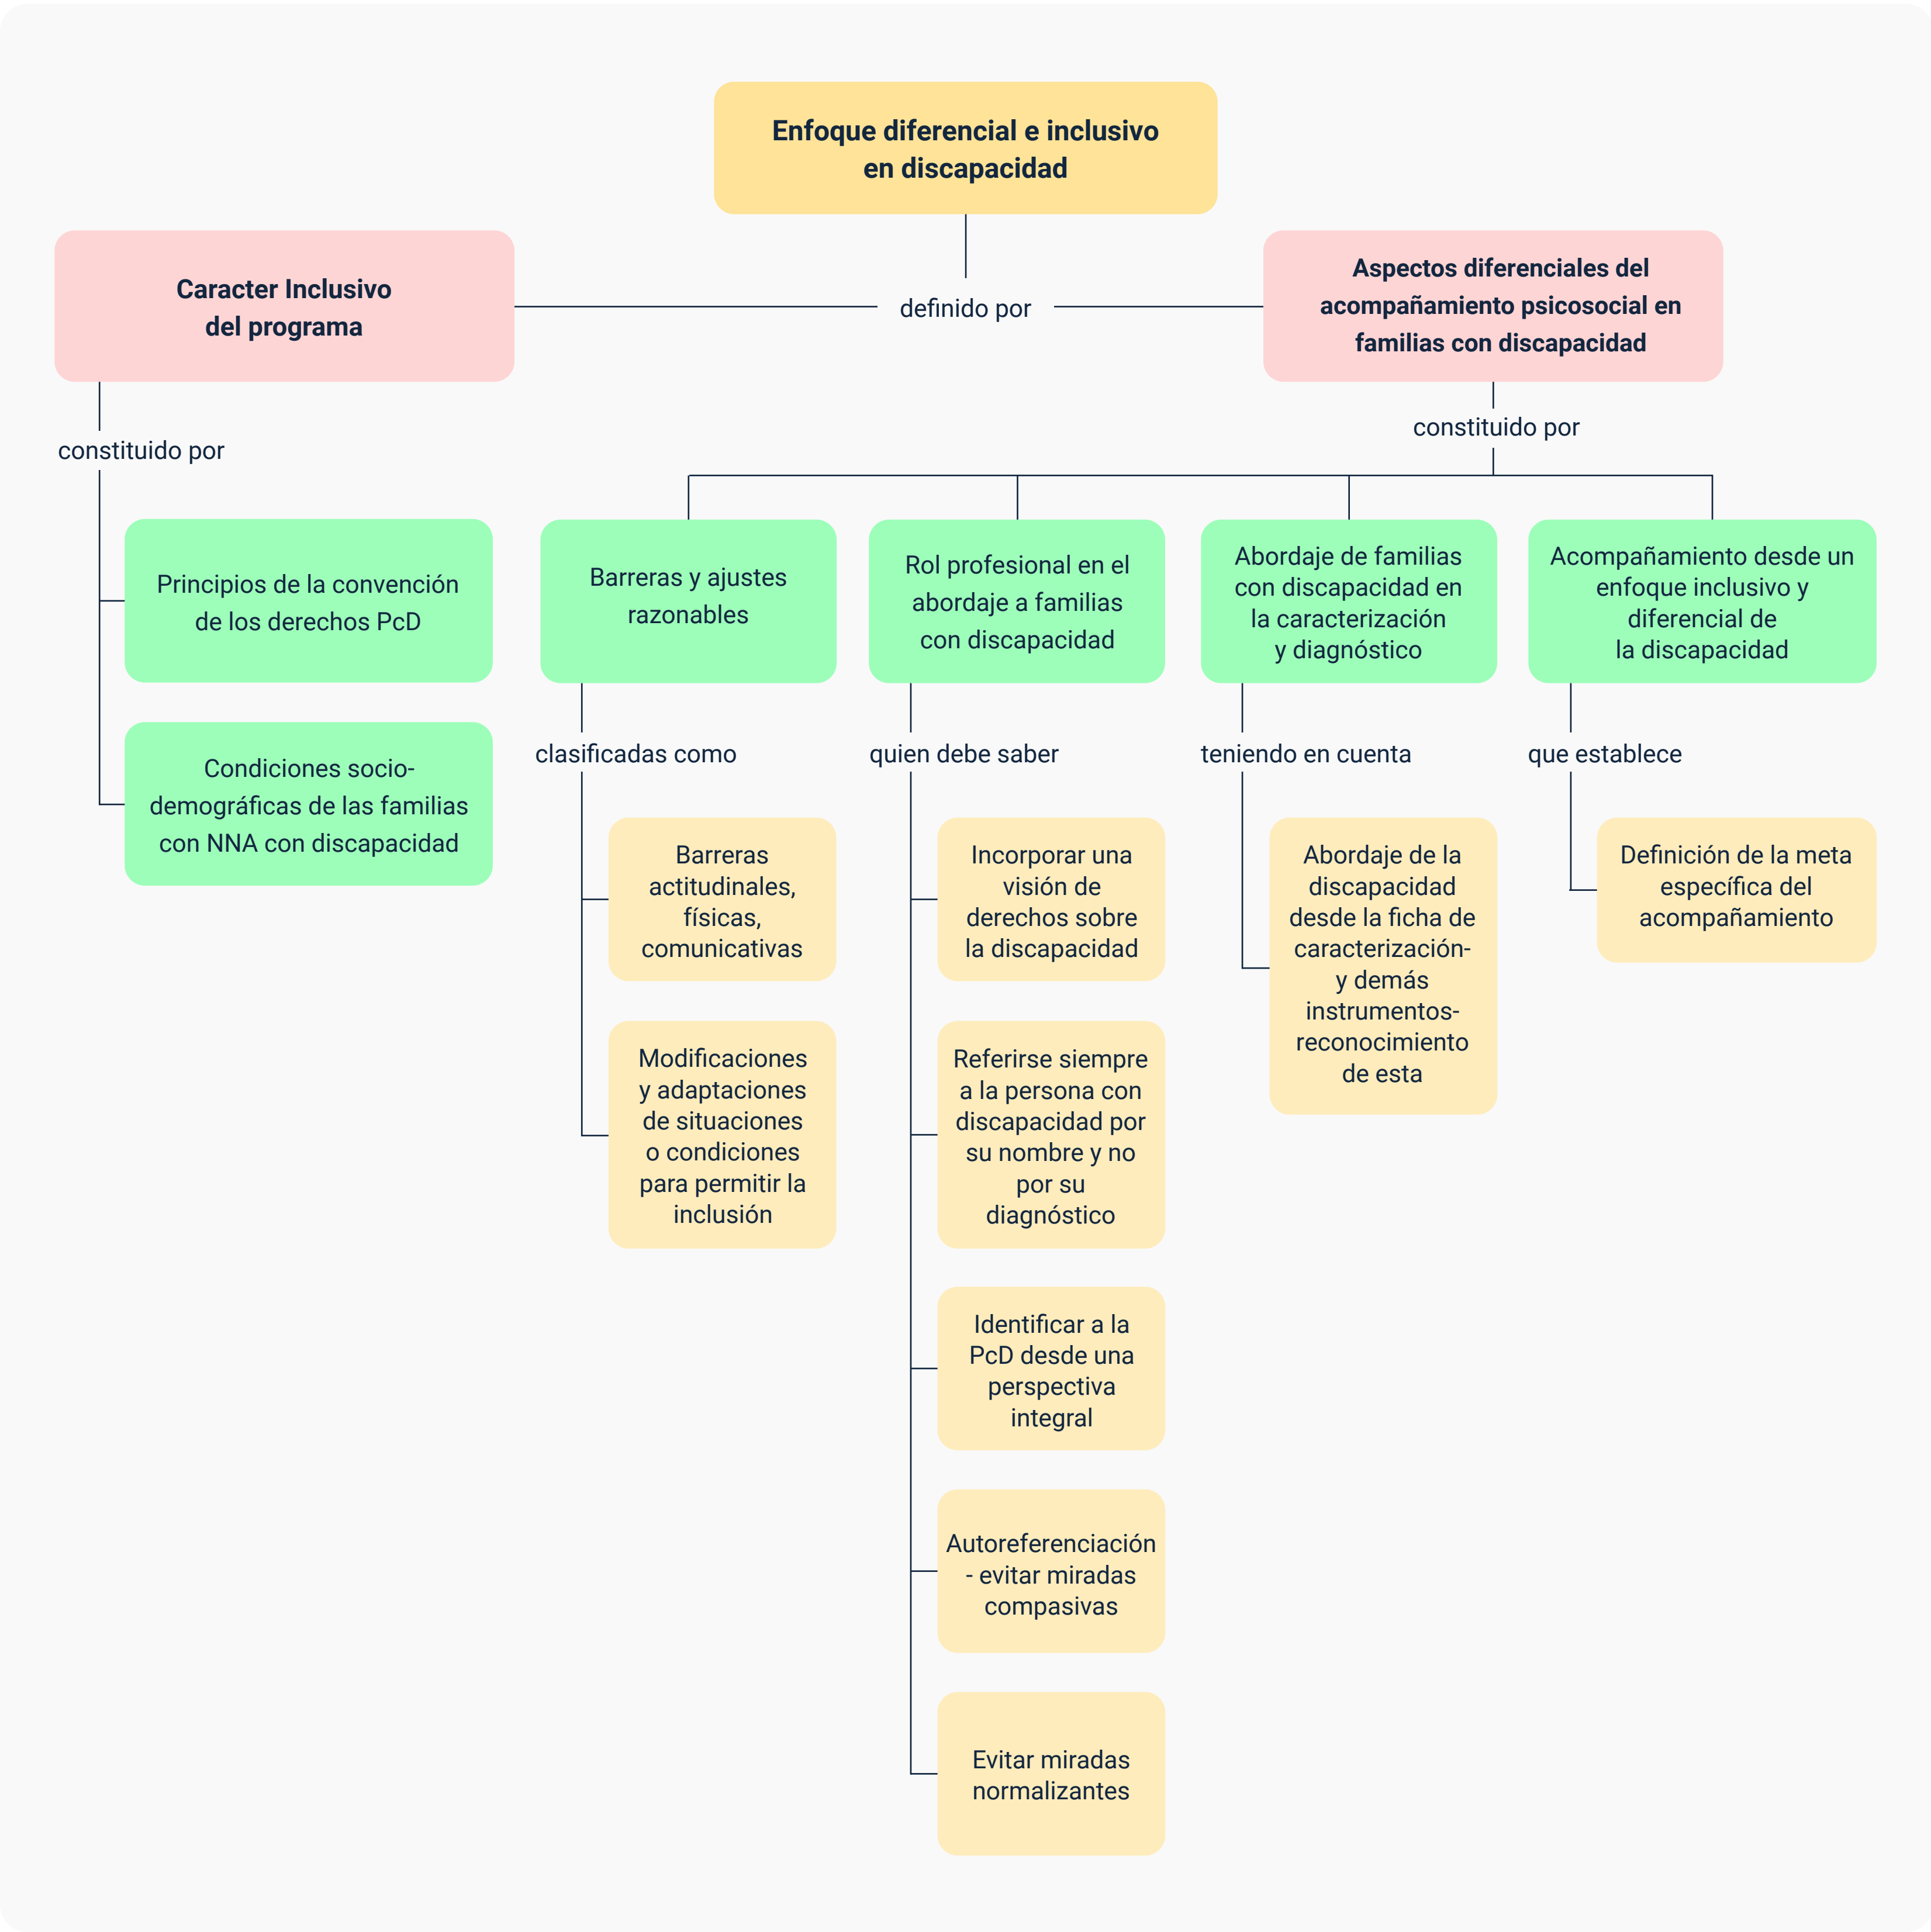 Enfoque diferencial e inclusivo
en discapacidad
definido por
Caracter Inclusivo
del programa
constituido por
Principios de la convención
de los derechos PcD
Condiciones socio-
demográficas de las familias
con NNA con discapacidad
Aspectos diferenciales del
acompañamiento psicosocial en
familias con discapacidad
constituido por
Barreras y ajustes
razonables
clasificadas como
Barreras
actitudinales,
físicas,
comunicativas
Modificaciones
y adaptaciones
de situaciones
o condiciones
para permitir la
inclusión
Rol profesional en el
abordaje a familias
con discapacidad
quien debe saber
Incorporar una
visión de
derechos sobre
la discapacidad
Referirse siempre
a la persona con
discapacidad por
su nombre y no
por su
diagnóstico
Identificar a la
PcD desde una
perspectiva
integral
Autoreferenciación
- evitar miradas
compasivas
Evitar miradas
normalizantes
Abordaje de familias
con discapacidad en
la caracterización
y diagnóstico
teniendo en cuenta
Abordaje de la
discapacidad
desde la ficha de
caracterización-
y demás
instrumentos-
reconocimiento
de esta
Acompañamiento desde un
enfoque inclusivo y
diferencial de
la discapacidad
que establece
Definición de la meta
específica del
acompañamiento